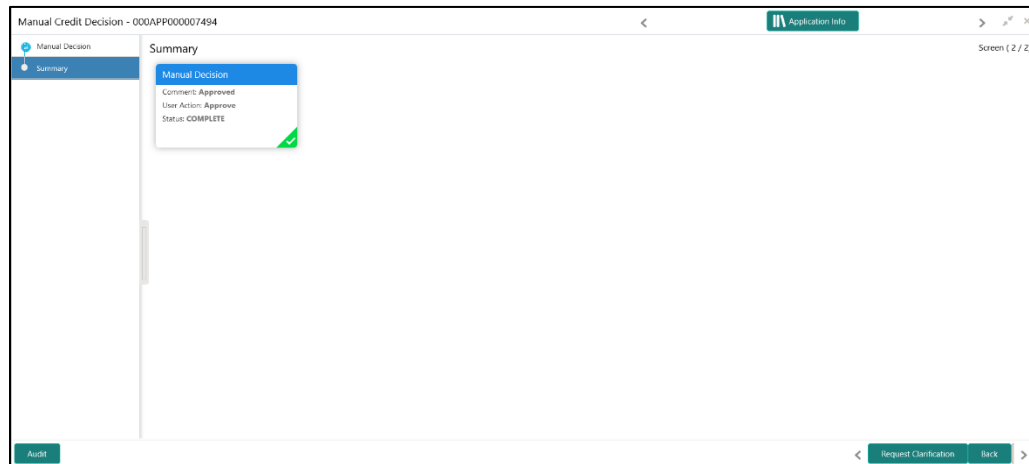 Manual Credit Decision - 000APP000007494
Application Info
Manual Decision
Summary
Summary
Screen ( 2 / 2)
Manual Decision
Comment: Approved
User Action: Approve
Status: COMPLETE
Audit
Request Clarification
Back